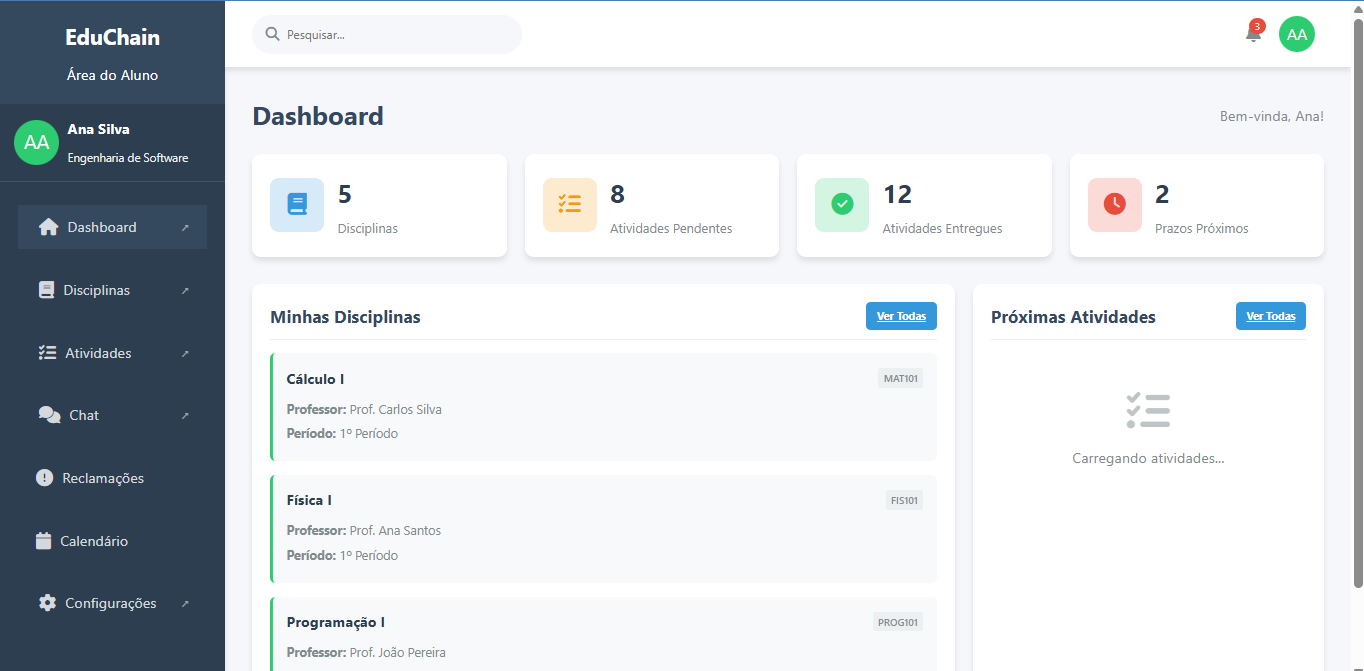 EduChain
Área do Aluno
AA
Ana Silva
Engenharia de Software
Dashboard
Disciplinas
Atividades
Chat
Reclamações
Calendário
Configurações
Pesquisar...
3
AA
Dashboard
Bem-vinda, Ana!
5
Disciplinas
8
Atividades Pendentes
12
Atividades Entregues
2
Prazos Próximos
Minhas Disciplinas
Ver Todas
Cálculo I
MAT101
Professor: Prof. Carlos Silva
Período: 1º Período
Física I
FIS101
Professor: Prof. Ana Santos
Período: 1º Período
Programação I
PROG101
Professor: Prof. João Pereira
Próximas Atividades
Ver Todas
Carregando atividades...